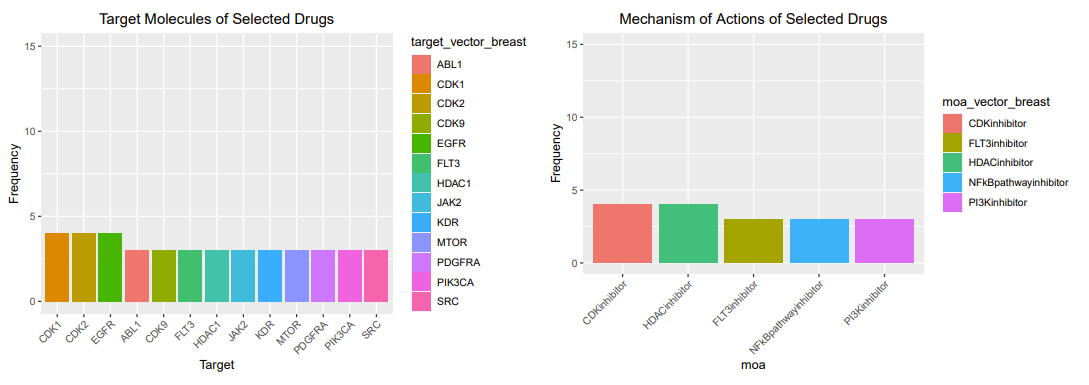 Target Molecules of Selected Drugs
Frequency
15
10
5
0
CDK1
CDK2
EGFR
ABL1
CDK9
FLT3
HDAC1
JAK2
KDR
MTOR
PDGFRA
PIK3CA
SRC
Target
target_vector_breast
ABL1
CDK1
CDK2
CDK9
EGFR
FLT3
HDAC1
JAK2
KDR
MTOR
PDGFRA
PIK3CA
SRC
Mechanism of Actions of Selected Drugs
Frequency
15
10
5
0
CDKinhibitor
HDACinhibitor
FLT3inhibitor
NFkBpathwayinhibitor
PI3Kinhibitor
moa
moa_vector_breast
CDKinhibitor
FLT3inhibitor
HDACinhibitor
NFkBpathwayinhibitor
PI3Kinhibitor